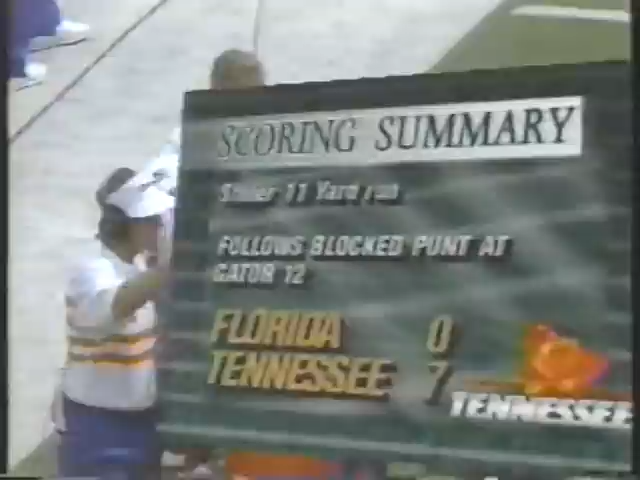 SCORING SUMMARY
11 Yard run
FOLLOWS BLOCKED PUNT AT
GATOR 12
FLORIDA 0
TENNESSEE 7
TENNESSEE